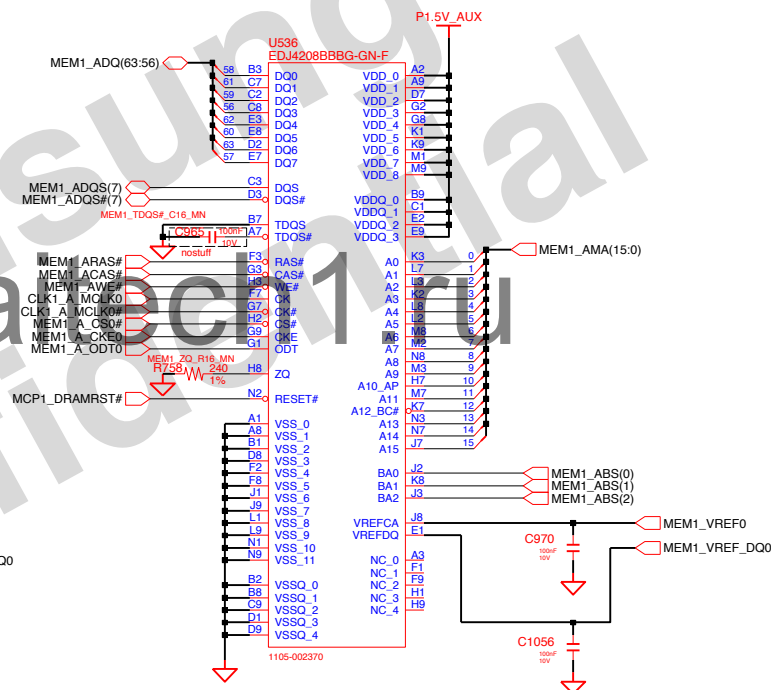 P1.5V_AUX
U536
EDJ4208BBBG-GN-F
MEM1_ADQ(63:56)
58 B3 DQ0 VDD_0 A2
61 C7 DQ1 VDD_1 A9
59 C2 DQ2 VDD_2 D7
56 C8 DQ3 VDD_3 G2
62 E3 DQ4 VDD_4 G8
60 E8 DQ5 VDD_5 K1
63 D2 DQ6 VDD_6 K9
57 E7 DQ7 VDD_7 M1
VDD_8 M9
MEM1_ADQS(7) C3 DQS VDDQ_0 B9
MEM1_ADQS#(7) D3 DQS# VDDQ_1 C1
MEM1_TDQS#_C16_MN VDDQ_2 E2
B7 TDQS VDDQ_3 E9
C965 100nF A7 TDOS#
10V
nostuff
MEM1_AMA(15:0)
MEM1_ARAS# F3 RAS# A0 K3 0
MEM1_ACAS# G3 CAS# A1 L7 1
MEM1_AWE# H3 WE# A2 L3 2
CLK1_A_MCLK0 F7 CK A3 K2 3
CLK1_A_MCLK0# G7 CK# A4 L8 4
MEM1_A_CS0# H2 CS# A5 L2 5
MEM1_A_CKE0 G9 CKE A6 M8 6
MEM1_A_ODT0 G1 ODT A7 M2 7
MEM1_ZQ_R16_MN A8 N8 8
R758 240 H8 ZQ A9 M3 9
1% A10_AP H7 10
MCP1_DRAMRST# N2 RESET# A11 M7 11
A12_BC# K7 12
A1 VSS_0 A13 N3 13
A8 VSS_1 A14 N7 14
B1 VSS_2 A15 J7 15
D8 VSS_3
F2 VSS_4 BA0 J2 MEM1_ABS(0)
F8 VSS_5 BA1 K8 MEM1_ABS(1)
J1 VSS_6 BA2 J3 MEM1_ABS(2)
J9 VSS_7
L1 VSS_8 VREFCA J8 MEM1_VREF0
L9 VSS_9 VREFDQ E1
N1 VSS_10 C970 MEM1_VREF_DQ0
N9 VSS_11 NC_0 A3 100nF
Q0 NC_1 F1 10V
B2 VSSQ_0 NC_2 F9
B8 VSSQ_1 NC_3 H1
C9 VSSQ_2 NC_4 H9
D1 VSSQ_3
D9 VSSQ_4 C1056
100nF
1105-002370 10V
sung
fidential
atech1.ru